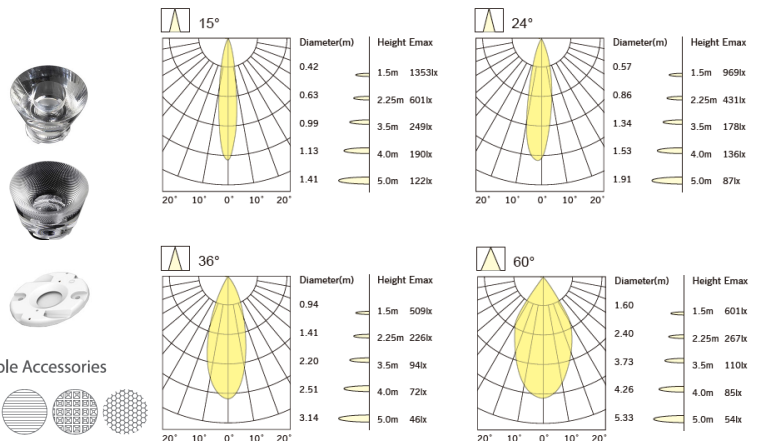 15°
Diameter(m) Height Emax
0.42 1.5m 1353lx
0.63 2.25m 601lx
0.99 3.5m 249lx
1.13 4.0m 190lx
1.41 5.0m 122lx
20° 10° 0° 10° 20°
24°
Diameter(m) Height Emax
0.57 1.5m 969lx
0.86 2.25m 431lx
1.34 3.5m 178lx
1.53 4.0m 136lx
1.91 5.0m 87lx
20° 10° 0° 10° 20°
36°
Diameter(m) Height Emax
0.94 1.5m 509lx
1.41 2.25m 226lx
2.20 3.5m 94lx
2.51 4.0m 72lx
3.14 5.0m 46lx
20° 10° 0° 10° 20°
60°
Diameter(m) Height Emax
1.60 1.5m 601lx
2.40 2.25m 267lx
3.73 3.5m 110lx
4.26 4.0m 85lx
5.33 5.0m 54lx
20° 10° 0° 10° 20°
ble Accessories